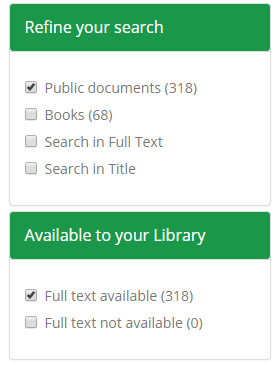 Refine your search
Public documents (318)
Books (68)
Search in Full Text
Search in Title
Available to your Library
Full text available (318)
Full text not available (0)